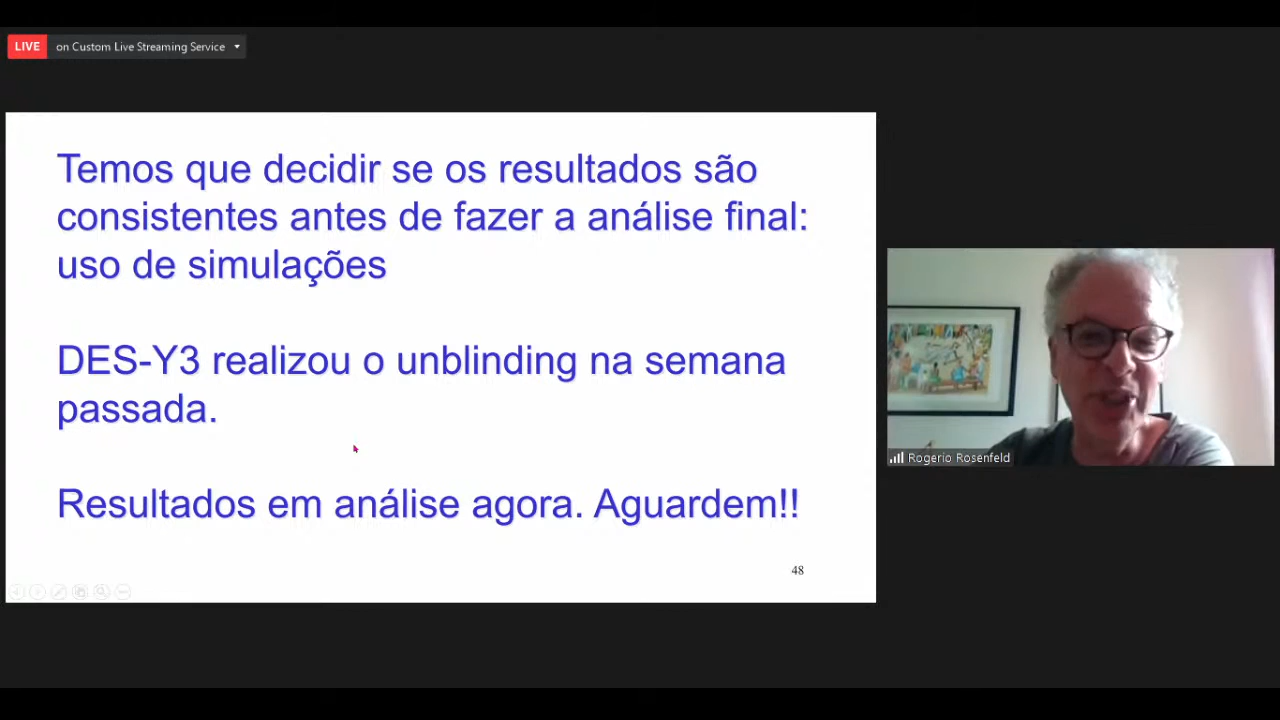 LIVE on Custom Live Streaming Service
Temos que decidir se os resultados são
consistentes antes de fazer a análise final:
uso de simulações
DES-Y3 realizou o unblinding na semana
passada.
Resultados em análise agora. Aguardem!!
48
Rogerio Rosenfeld